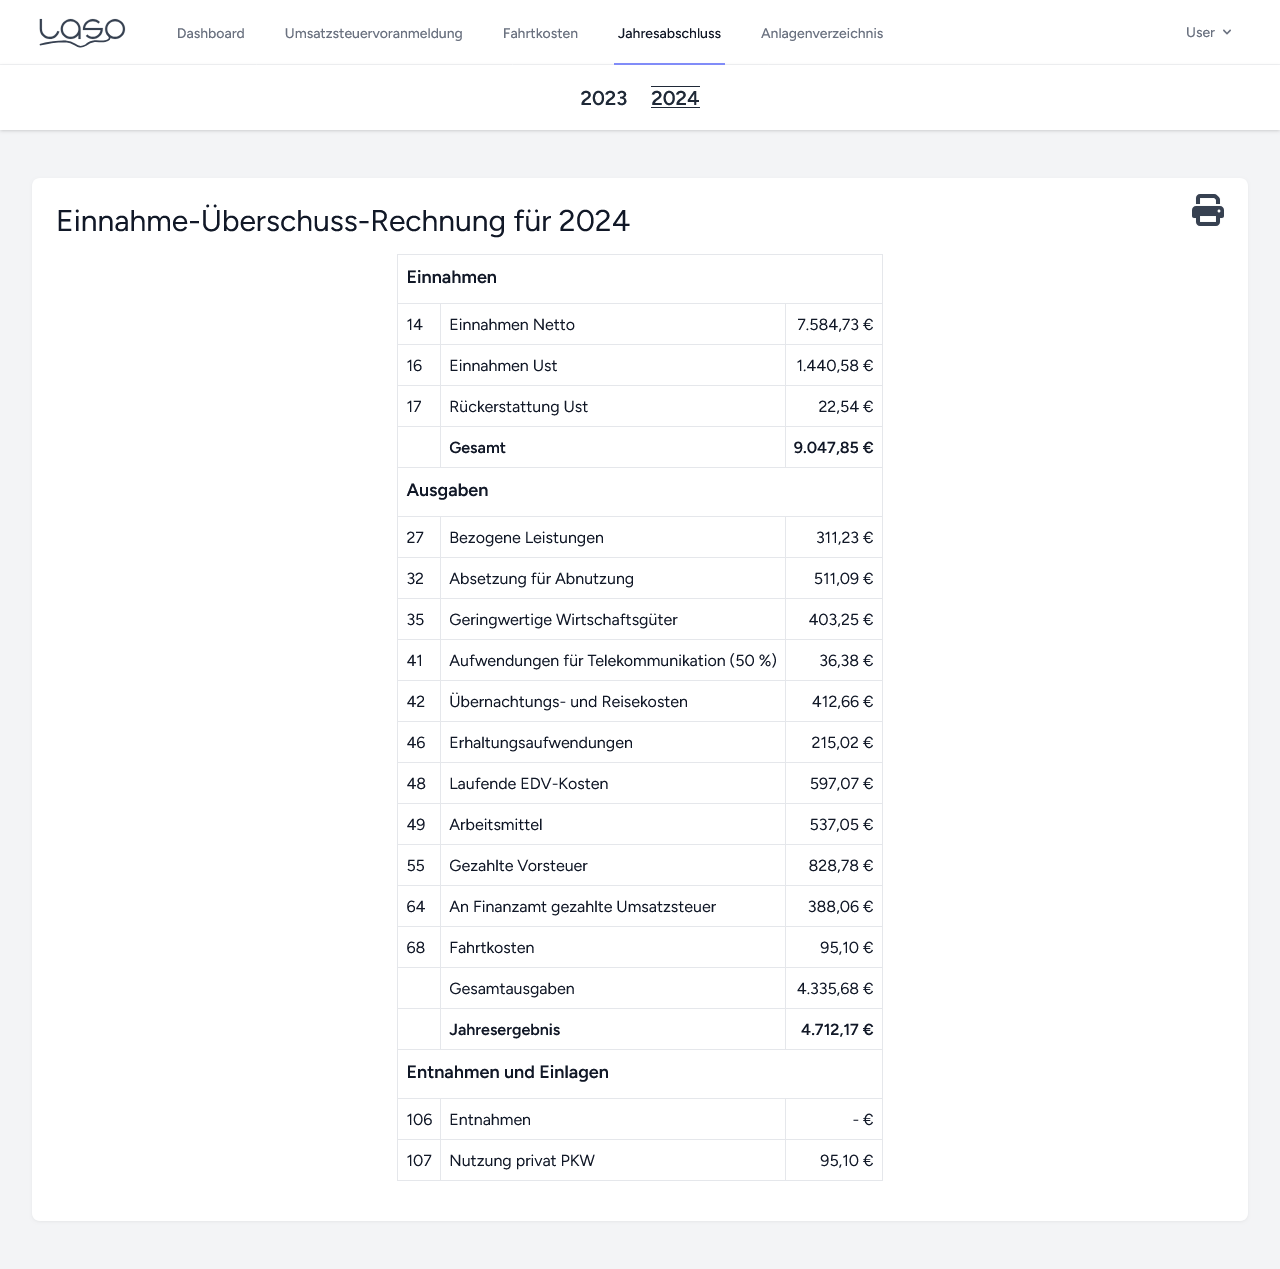 Laso
Dashboard Umsatzsteuervoranmeldung Fahrtkosten Jahresabschluss Anlagenverzeichnis User
2023 2024
Einnahme-Überschuss-Rechnung für 2024
Einnahmen
14 Einnahmen Netto 7.584,73 €
16 Einnahmen Ust 1.440,58 €
17 Rückerstattung Ust 22,54 €
Gesamt 9.047,85 €
Ausgaben
27 Bezogene Leistungen 311,23 €
32 Absetzung für Abnutzung 511,09 €
35 Geringwertige Wirtschaftsgüter 403,25 €
41 Aufwendungen für Telekommunikation (50 %) 36,38 €
42 Übernachtungs- und Reisekosten 412,66 €
46 Erhaltungsaufwendungen 215,02 €
48 Laufende EDV-Kosten 597,07 €
49 Arbeitsmittel 537,05 €
55 Gezahlte Vorsteuer 828,78 €
64 An Finanzamt gezahlte Umsatzsteuer 388,06 €
68 Fahrtkosten 95,10 €
Gesamtausgaben 4.335,68 €
Jahresergebnis 4.712,17 €
Entnahmen und Einlagen
106 Entnahmen - €
107 Nutzung privat PKW 95,10 €